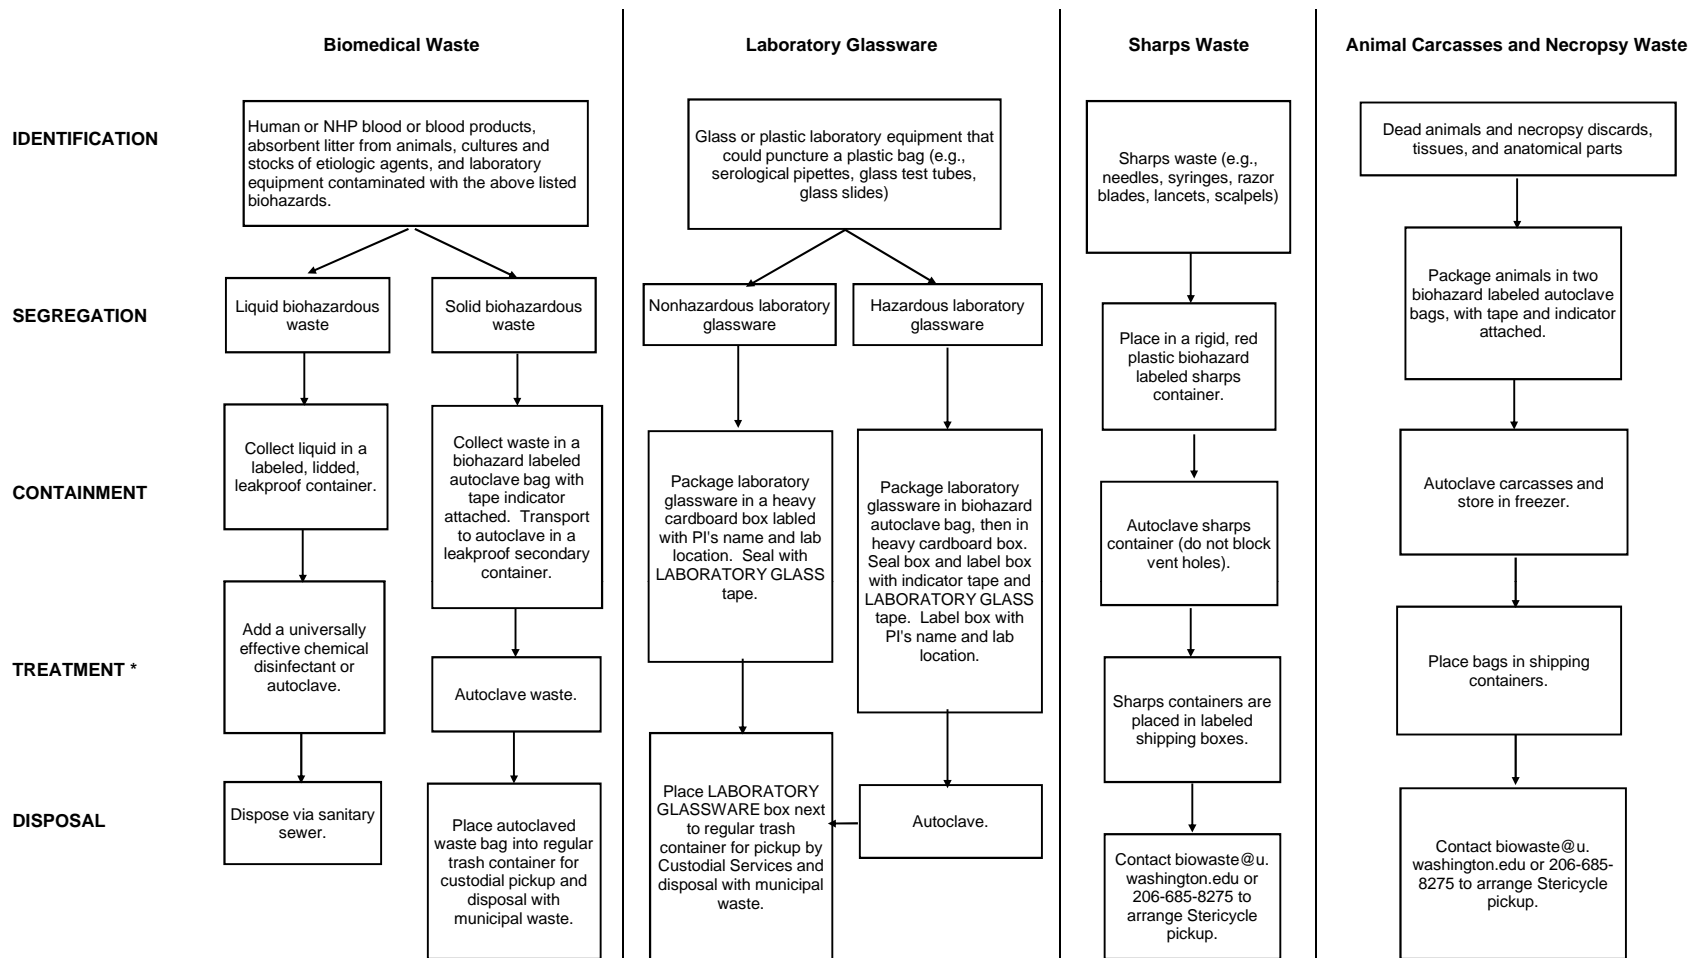 Biomedical Waste
Laboratory Glassware
Sharps Waste
Animal Carcasses and Necropsy Waste
IDENTIFICATION
Human or NHP blood or blood products,
absorbent litter from animals, cultures and
stocks of etiologic agents, and laboratory
equipment contaminated with the above listed
biohazards.
Glass or plastic laboratory equipment that
could puncture a plastic bag (e.g.,
serological pipettes, glass test tubes,
glass slides)
Sharps waste (e.g.,
needles, syringes, razor
blades, lancets, scalpels)
Dead animals and necropsy discards,
tissues, and anatomical parts
SEGREGATION
Liquid biohazardous
waste
Solid biohazardous
waste
Nonhazardous laboratory
glassware
Hazardous laboratory
glassware
Place in a rigid, red
plastic biohazard
labeled sharps
container.
Package animals in two
biohazard labeled autoclave
bags, with tape and indicator
attached.
CONTAINMENT
Collect liquid in a
labeled, lidded,
leakproof container.
Collect waste in a
biohazard labeled
autoclave bag with
tape indicator
attached.  Transport
to autoclave in a
leakproof secondary
container.
Package laboratory
glassware in a heavy
cardboard box labled
with PI's name and lab
location.  Seal with
LABORATORY GLASS
tape.
Package laboratory
glassware in biohazard
autoclave bag, then in
heavy cardboard box.
Seal box and label box
with indicator tape and
LABORATORY GLASS
tape.  Label box with
PI's name and lab
location.
Autoclave sharps
container (do not block
vent holes).
Autoclave carcasses and
store in freezer.
TREATMENT *
Add a universally
effective chemical
disinfectant or
autoclave.
Autoclave waste.
Sharps containers are
placed in labeled
shipping boxes.
Place bags in shipping
containers.
DISPOSAL
Dispose via sanitary
sewer.
Place autoclaved
waste bag into regular
trash container for
custodial pickup and
disposal with
municipal waste.
Place LABORATORY
GLASSWARE box next
to regular trash
container for pickup by
Custodial Services and
disposal with municipal
waste.
Autoclave.
Contact biowaste@u.
washington.edu or
206-685-8275 to
arrange Stericycle
pickup.
Contact biowaste@u.
washington.edu or 206-685-
8275 to arrange Stericycle
pickup.